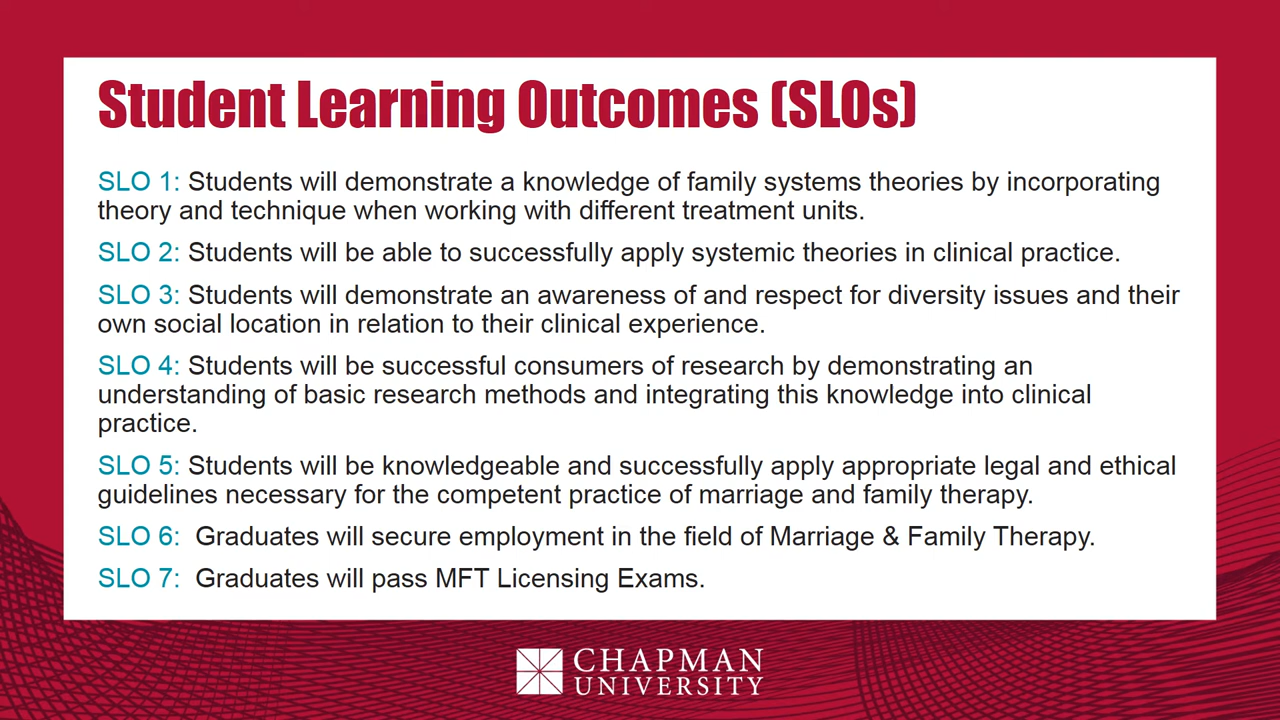 Student Learning Outcomes (SLOs)
SLO 1: Students will demonstrate a knowledge of family systems theories by incorporating
theory and technique when working with different treatment units.
SLO 2: Students will be able to successfully apply systemic theories in clinical practice.
SLO 3: Students will demonstrate an awareness of and respect for diversity issues and their
own social location in relation to their clinical experience.
SLO 4: Students will be successful consumers of research by demonstrating an
understanding of basic research methods and integrating this knowledge into clinical
practice.
SLO 5: Students will be knowledgeable and successfully apply appropriate legal and ethical
guidelines necessary for the competent practice of marriage and family therapy.
SLO 6:  Graduates will secure employment in the field of Marriage & Family Therapy.
SLO 7:  Graduates will pass MFT Licensing Exams.
CHAPMAN
UNIVERSITY